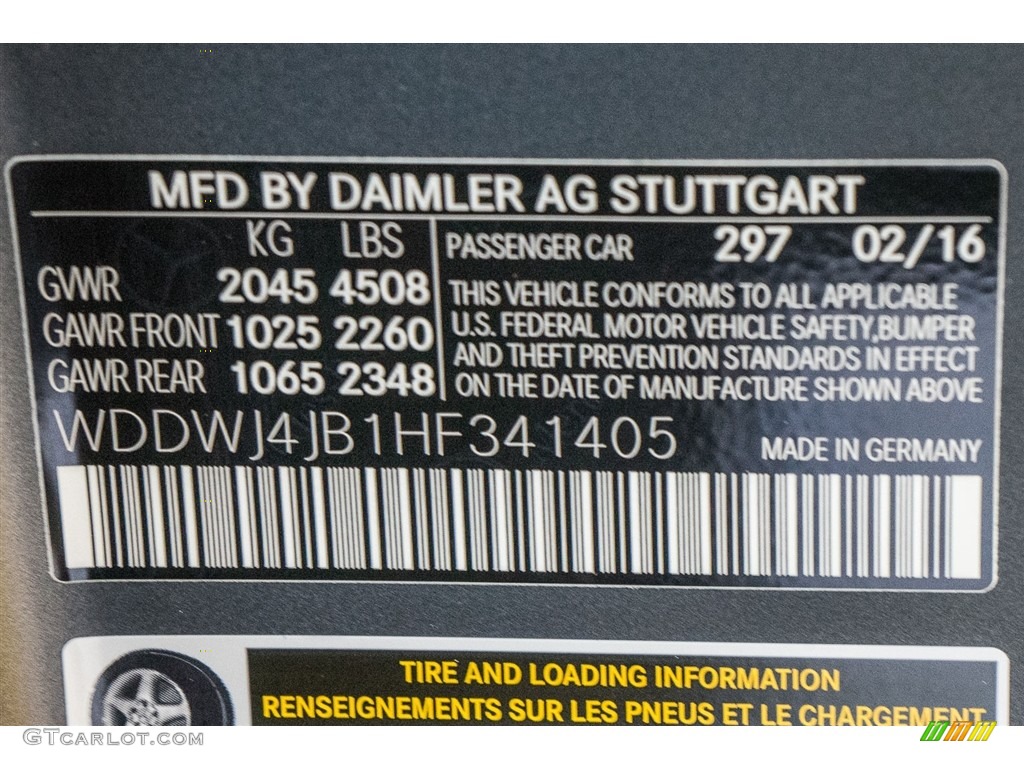 MFD BY DAIMLER AG STUTTGART
KG LBS
GVWR 2045 4508
GAWR FRONT 1025 2260
GAWR REAR 1065 2348
PASSENGER CAR 297 02/16
THIS VEHICLE CONFORMS TO ALL APPLICABLE
U.S. FEDERAL MOTOR VEHICLE SAFETY,BUMPER
AND THEFT PREVENTION STANDARDS IN EFFECT
ON THE DATE OF MANUFACTURE SHOWN ABOVE
WDDWJ4JB1HF341405
MADE IN GERMANY
TIRE AND LOADING INFORMATION
RENSEIGNEMENTS SUR LES PNEUS ET LE CHARGEMENT
GTcarlot.com